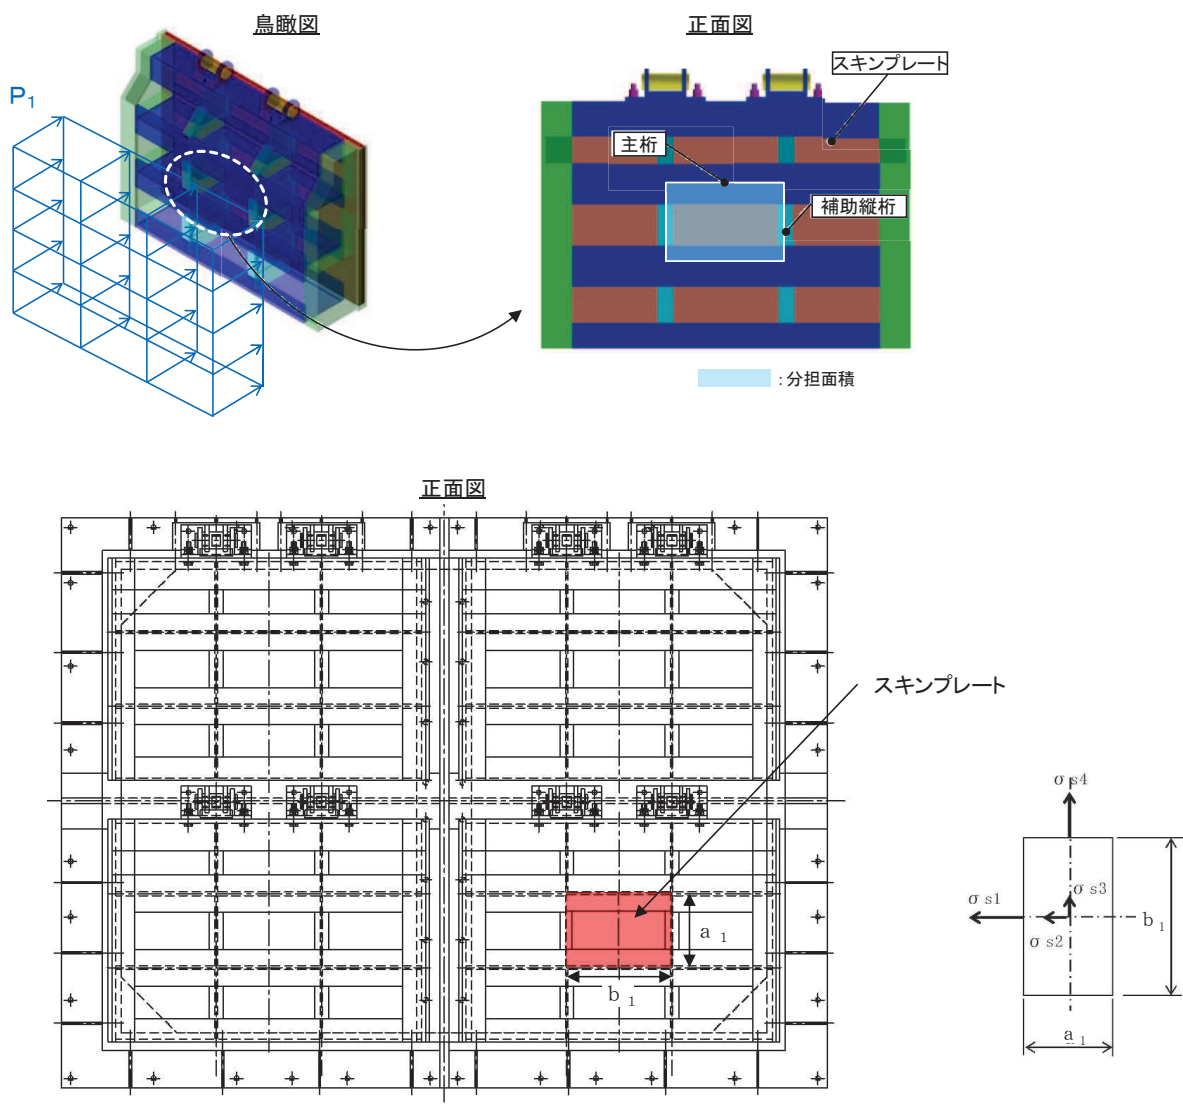 鳥瞰図
正面図
P1
スキンプレート
主桁
補助縦桁
：分担面積
正面図
スキンプレート
a 1
b 1
σ s4
σ s3
σ s1
σ s2
b 1
a 1